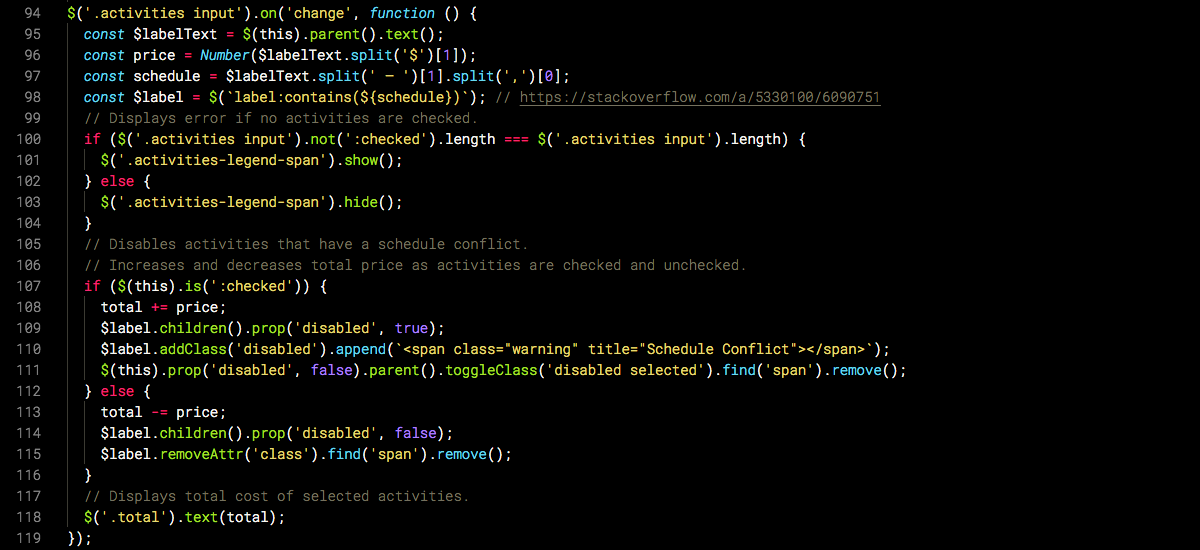 94 $('.activities input').on('change', function () {
95 const $labelText = $(this).parent().text();
96 const price = Number($labelText.split('$')[1]);
97 const schedule = $labelText.split(' — ')[1].split(',')[0];
98 const $label = $(`label:contains(${schedule})`); // https://stackoverflow.com/a/5330100/6090751
99 // Displays error if no activities are checked.
100 if ($('.activities input').not(':checked').length === $('.activities input').length) {
101 $('.activities-legend-span').show();
102 } else {
103 $('.activities-legend-span').hide();
104 }
105 // Disables activities that have a schedule conflict.
106 // Increases and decreases total price as activities are checked and unchecked.
107 if ($(this).is(':checked')) {
108 total += price;
109 $label.children().prop('disabled', true);
110 $label.addClass('disabled').append(`<span class="warning" title="Schedule Conflict"></span>`);
111 $(this).prop('disabled', false).parent().toggleClass('disabled selected').find('span').remove();
112 } else {
113 total -= price;
114 $label.children().prop('disabled', false);
115 $label.removeAttr('class').find('span').remove();
116 }
117 // Displays total cost of selected activities.
118 $('.total').text(total);
119 });